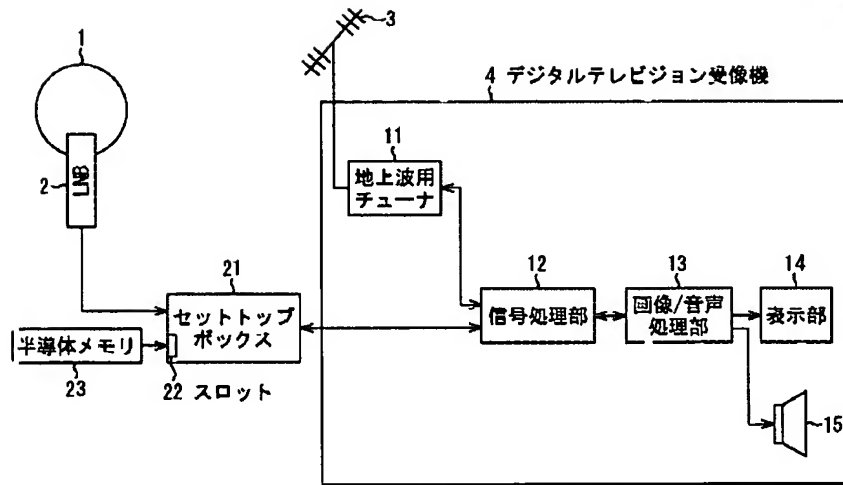 1
3
4 デジタルテレビジョン受像機
11
地上波用
チューナ
2
LNB
21
セットトップ
ボックス
12
信号処理部
13
画像/音声
処理部
14
表示部
半導体メモリ
23
22 スロット
15